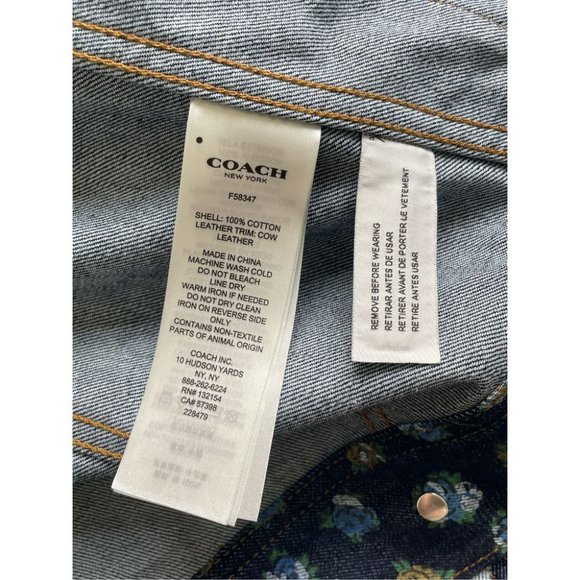 COACH
NEW YORK
F58347
SHELL: 100% COTTON
LEATHER TRIM: COW
LEATHER
MADE IN CHINA
MACHINE WASH COLD
DO NOT BLEACH
LINE DRY
WARM IRON IF NEEDED
DO NOT DRY CLEAN
IRON ON REVERSE SIDE
ONLY
CONTAINS NON-TEXTILE
PARTS OF ANIMAL ORIGIN
COACH INC.
10 HUDSON YARDS
NY, NY
888-262-6224
RN# 132154
CA# 57398
228479
REMOVE BEFORE WEARING
RETIRAR ANTES DE USAR
RETIRER AVANT DE PORTER LE VETEMENT
RETIRE ANTES USAR